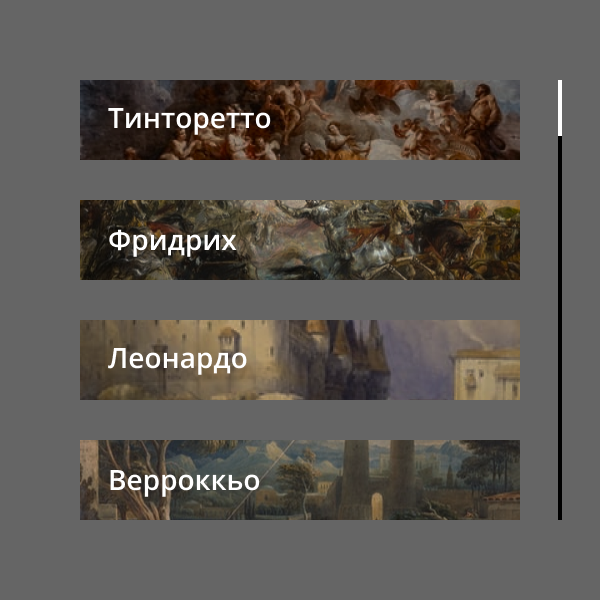 Тинторетто
Фридрих
Леонардо
Верроккьо